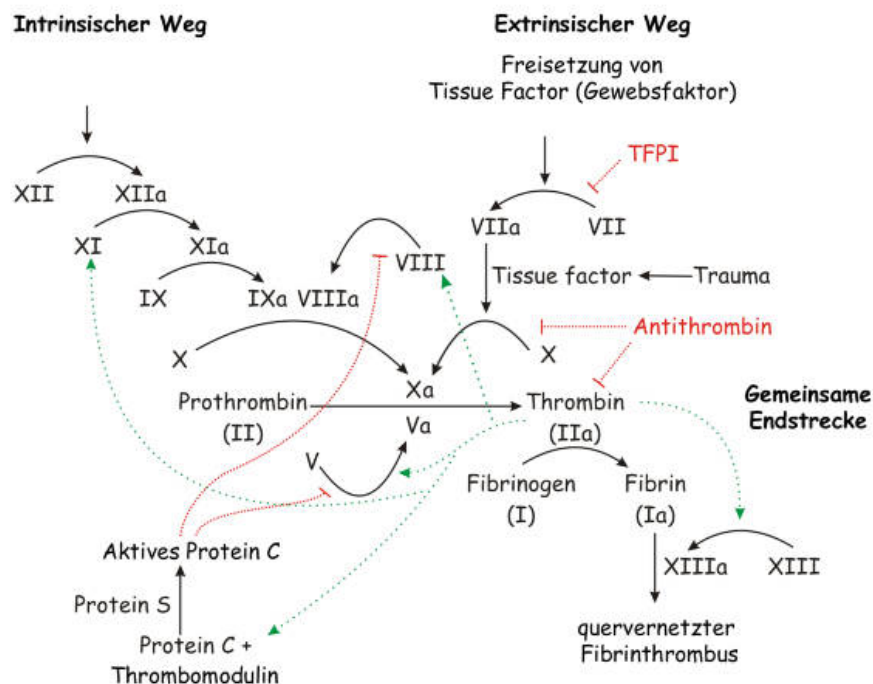 Intrinsischer Weg
Extrinsischer Weg
Freisetzung von
Tissue Factor (Gewebsfaktor)
TFPI
XII
XIIa
VIIa
VII
XI
XIa
VIII
Tissue factor
Trauma
IX
IXa
VIIIa
X
X
Antithrombin
Xa
Prothrombin
(II)
Va
Thrombin
(IIa)
Gemeinsame
Endstrecke
V
Fibrinogen
(I)
Fibrin
(Ia)
Aktives Protein C
XIIIa
XIII
Protein S
Protein C +
Thrombomodulin
quervernetzter
Fibrinthrombus